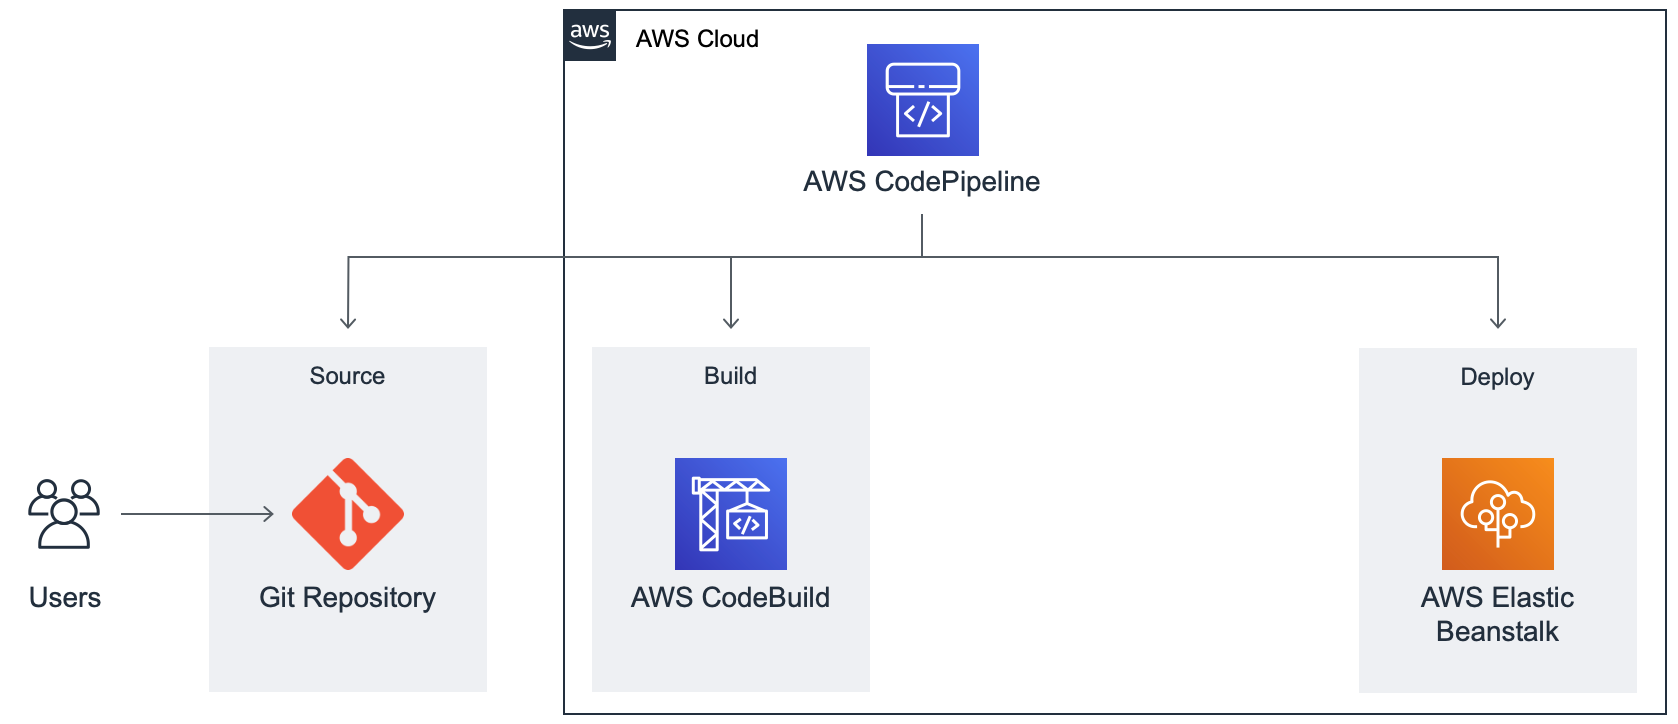 aws
AWS Cloud
</>
AWS CodePipeline
Source
Build
Deploy
</>
Users
Git Repository
AWS CodeBuild
AWS Elastic
Beanstalk